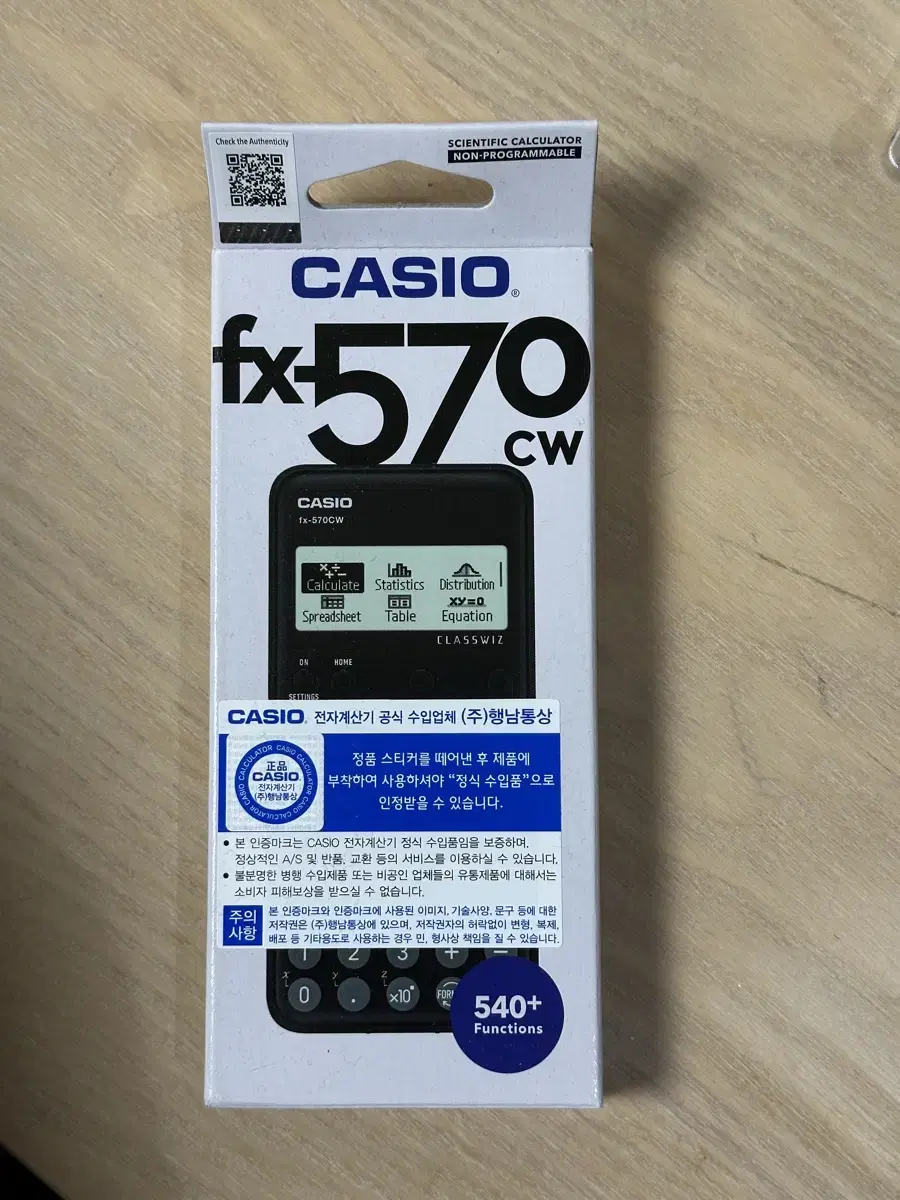 Check the Authenticity
SCIENTIFIC CALCULATOR
NON-PROGRAMMABLE
CASIO®
fx-570
CW
CASIO
fx-570CW
Calculate Statistics Distribution
Spreadsheet Table Equation
xy=0
CLASSWIZ
ON HOME
SETTINGS
CASIO® 전자계산기 공식 수입업체 (주)행남통상
CASIO CALCULATOR CASIO CALCULATOR CASIO CALCULATOR
正品
CASIO
전자계산기
(주)행남통상
정품 스티커를 떼어낸 후 제품에
부착하여 사용하셔야 “정식 수입품”으로
인정받을 수 있습니다.
• 본 인증마크는 CASIO 전자계산기 정식 수입품임을 보증하며,
정상적인 A/S 및 반품, 교환 등의 서비스를 이용하실 수 있습니다.
• 불분명한 병행 수입제품 또는 비공인 업체들의 유통제품에 대해서는
소비자 피해보상을 받으실 수 없습니다.
주의
사항
본 인증마크와 인증마크에 사용된 이미지, 기술사양, 문구 등에 대한
저작권은 (주)행남통상에 있으며, 저작권자의 허락없이 변형, 복제,
배포 등 기타용도로 사용하는 경우 민, 형사상 책임을 질 수 있습니다.
1 2 3 + −
x y z
0 . ×10
540+
Functions